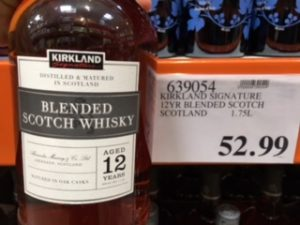 KIRKLAND
Signature
DISTILLED & MATURED
IN SCOTLAND
BLENDED
SCOTCH WHISKY
AGED
12
YEARS
MATURED IN OAK CASKS
639054
KIRKLAND SIGNATURE
12YR BLENDED SCOTCH
SCOTLAND 1.75L
52.99